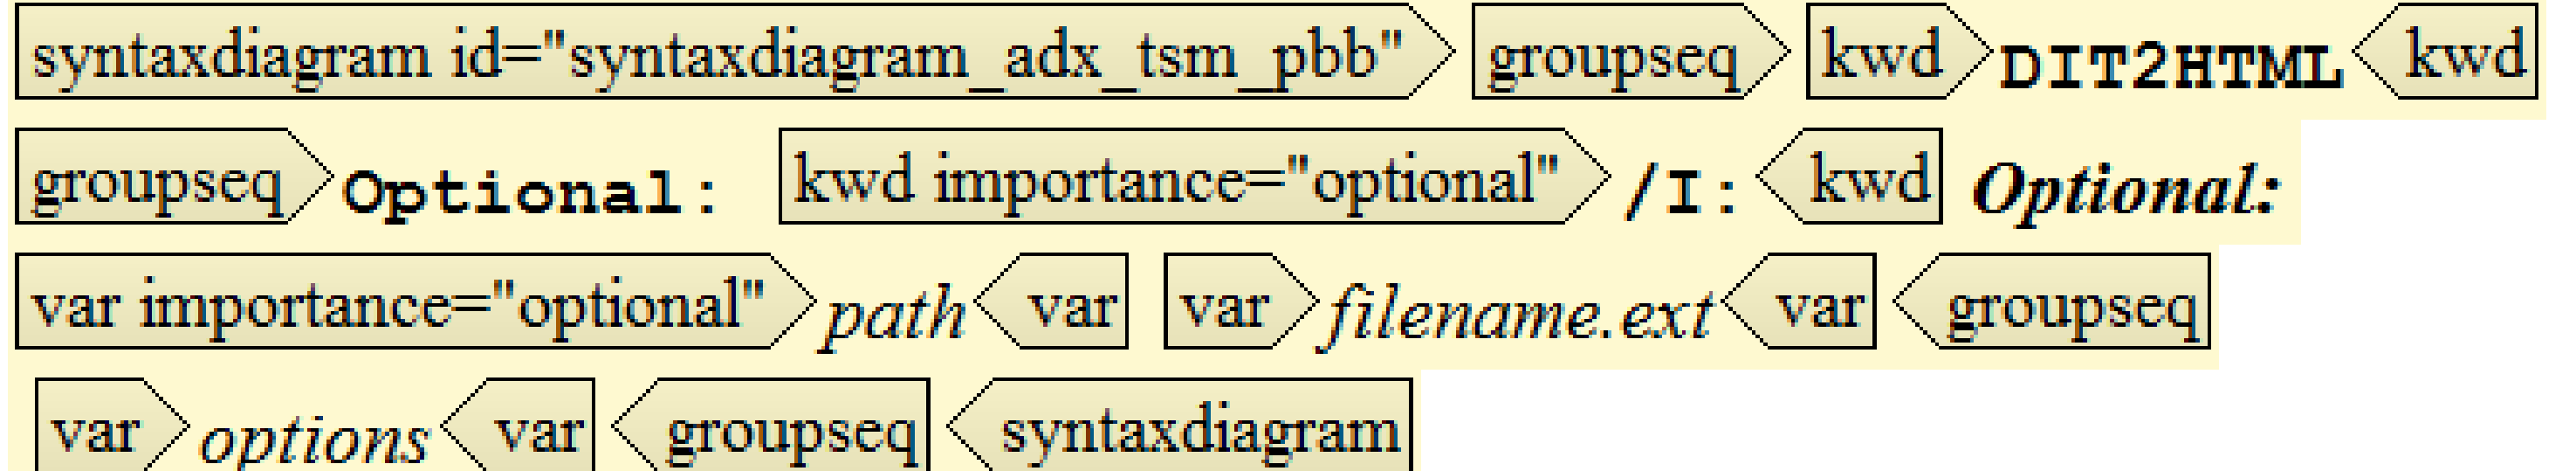 syntaxdiagram id="syntaxdiagram_adx_tsm_pbb" groupseq kwd DIT2HTML kwd
groupseq Optional: kwd importance="optional" /I: kwd Optional:
var importance="optional" path var var filename.ext var groupseq
var options var groupseq syntaxdiagram